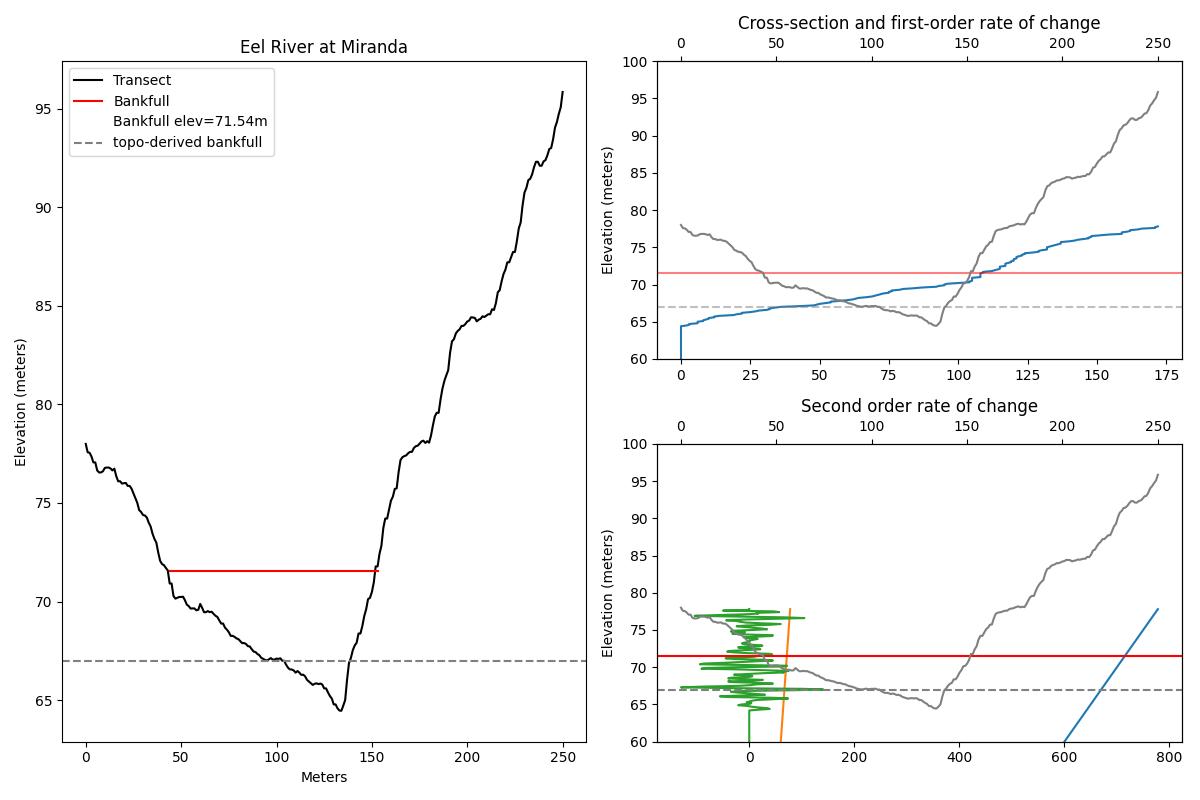 Eel River at Miranda
Transect
Bankfull
Bankfull elev=71.54m
topo-derived bankfull
Elevation (meters)
95
90
85
80
75
70
65
0 50 100 150 200 250
Meters
Cross-section and first-order rate of change
0 50 100 150 200 250
Elevation (meters)
100
95
90
85
80
75
70
65
60
0 25 50 75 100 125 150 175
Second order rate of change
0 50 100 150 200 250
Elevation (meters)
100
95
90
85
80
75
70
65
60
0 200 400 600 800